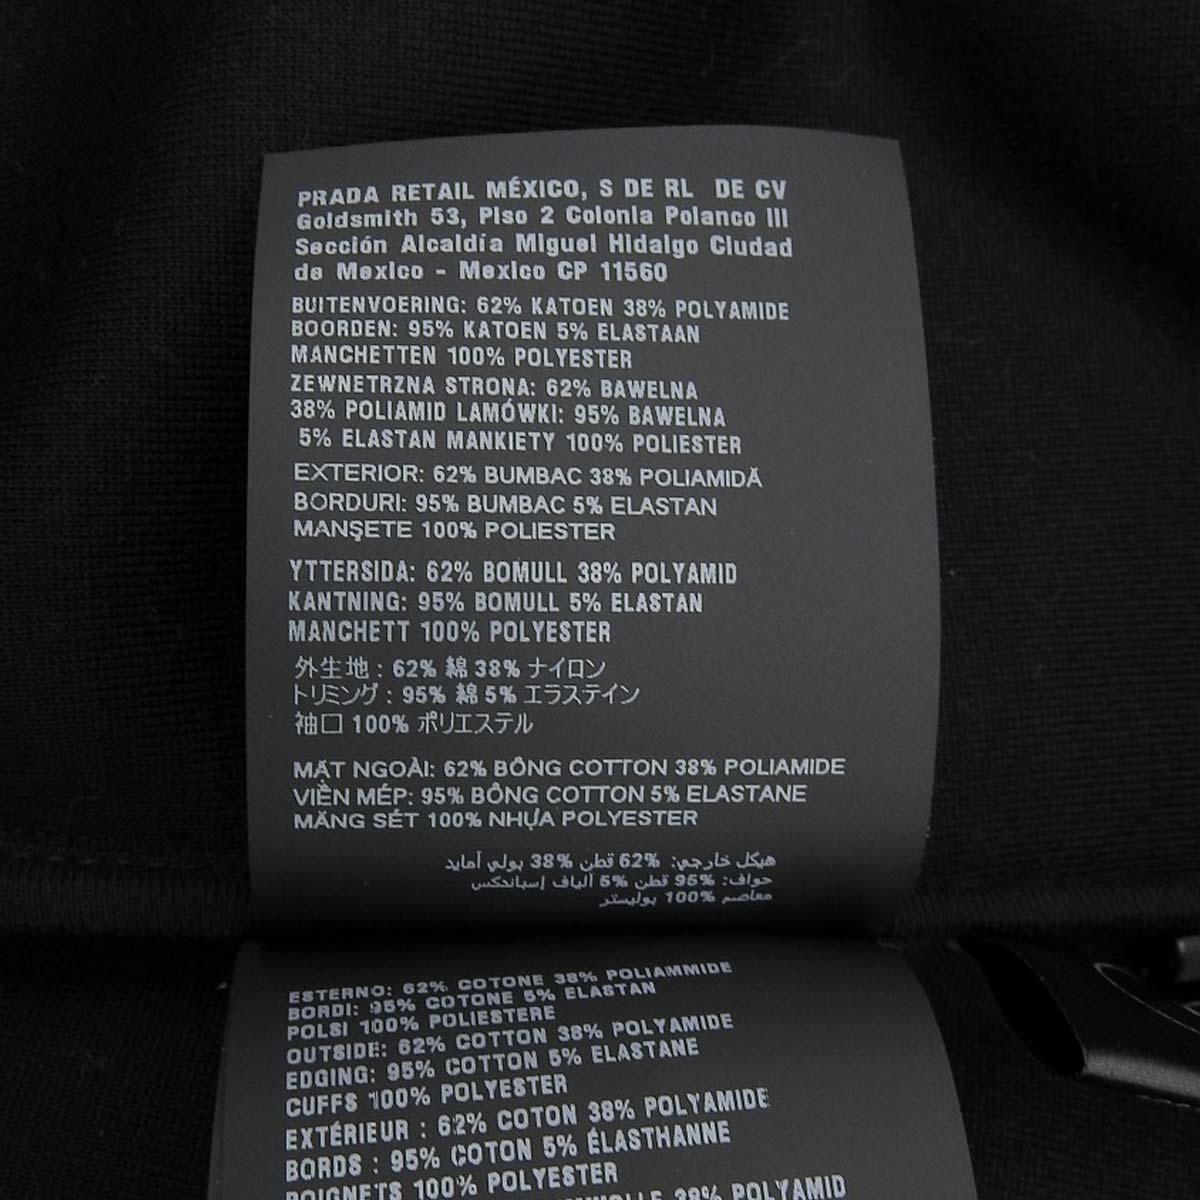 PRADA RETAIL MÉXICO, S DE RL DE CV
Goldsmith 53, Piso 2 Colonia Polanco III
Sección Alcaldía Miguel Hidalgo Ciudad
de Mexico - Mexico CP 11560
BUITENVOERING: 62% KATOEN 38% POLYAMIDE
BOORDEN: 95% KATOEN 5% ELASTAAN
MANCHETTEN 100% POLYESTER
ZEWNETRZNA STRONA: 62% BAWELNA
38% POLIAMID LAMÓWKI: 95% BAWELNA
5% ELASTAN MANKIETY 100% POLIESTER
EXTERIOR: 62% BUMBAC 38% POLIAMIDĂ
BORDURI: 95% BUMBAC 5% ELASTAN
MANŞETE 100% POLIESTER
YTTERSIDA: 62% BOMULL 38% POLYAMID
KANTNING: 95% BOMULL 5% ELASTAN
MANCHETT 100% POLYESTER
外生地 : 62% 綿 38% ナイロン
トリミング : 95% 綿 5% エラステイン
袖口 100% ポリエステル
MẶT NGOÀI: 62% BÔNG COTTON 38% POLIAMIDE
VIỀN MÉP: 95% BÔNG COTTON 5% ELASTANE
MĂNG SÉT 100% NHỰA POLYESTER
هيكل خارجي: 62% قطن 38% بولي أمايد
حواف: 95% قطن 5% ألياف إسباندكس
معاصم 100% بوليستر
ESTERNO: 62% COTONE 38% POLIAMMIDE
BORDI: 95% COTONE 5% ELASTAN
POLSI 100% POLIESTERE
OUTSIDE: 62% COTTON 38% POLYAMIDE
EDGING: 95% COTTON 5% ELASTANE
CUFFS 100% POLYESTER
EXTÉRIEUR : 62% COTON 38% POLYAMIDE
BORDS : 95% COTON 5% ÉLASTHANNE
POIGNETS 100% POLYESTER
38% POLYAMID